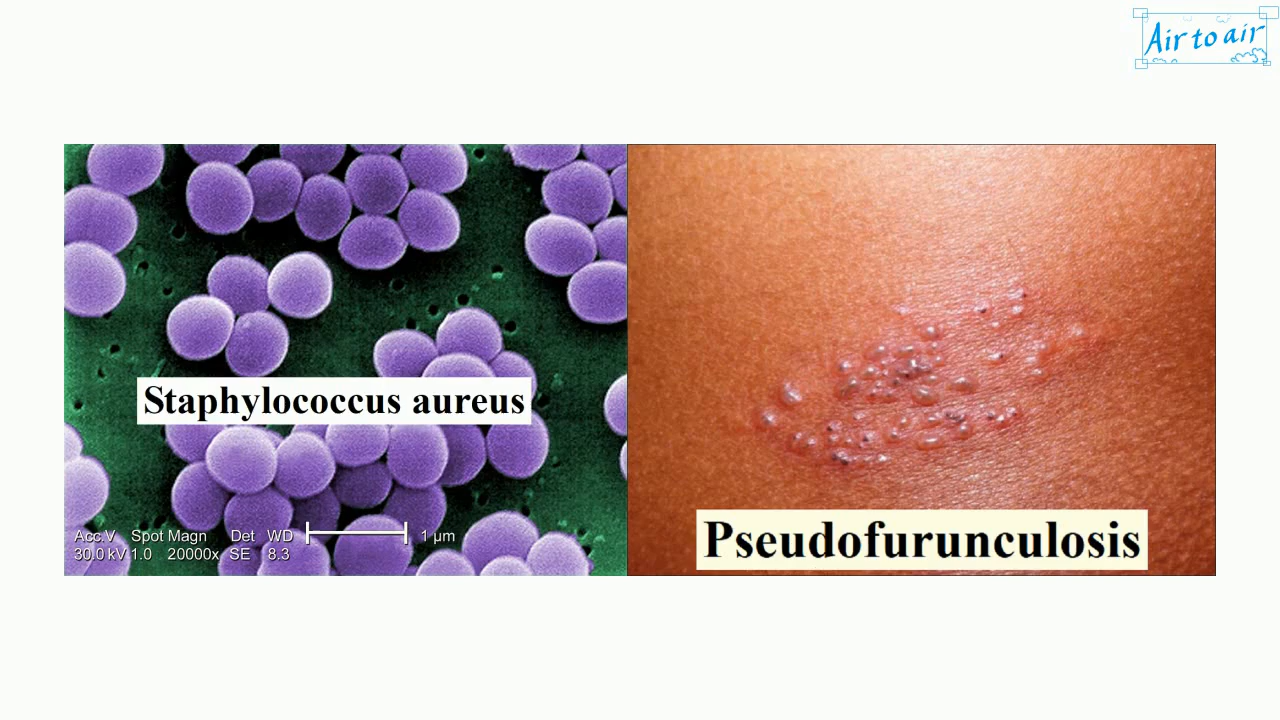 Air to air
Staphylococcus aureus
Acc.V Spot Magn Det WD
30.0 kV 1.0 20000x SE 8.3
1 µm
Pseudofurunculosis